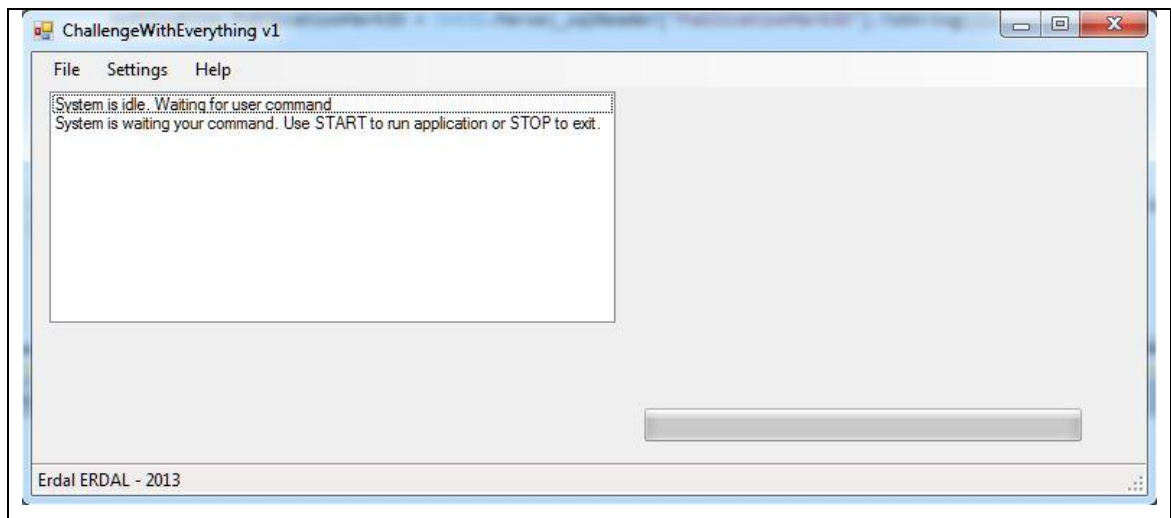 ChallengeWithEverything v1
File Settings Help
System is idle. Waiting for user command
System is waiting your command. Use START to run application or STOP to exit.
Erdal ERDAL - 2013